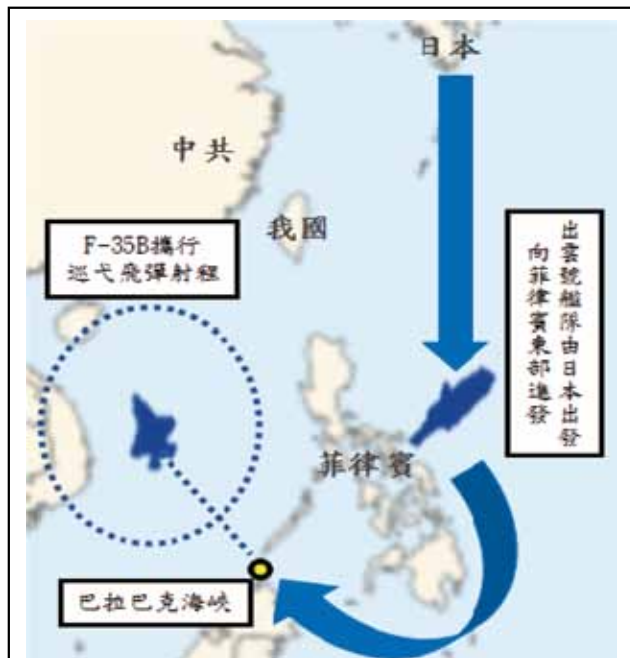 日本
中共
我國
F-35B攜行
巡弋飛彈射程
出雲號艦隊由日本出發
向菲律賓東部進發
菲律賓
巴拉巴克海峽